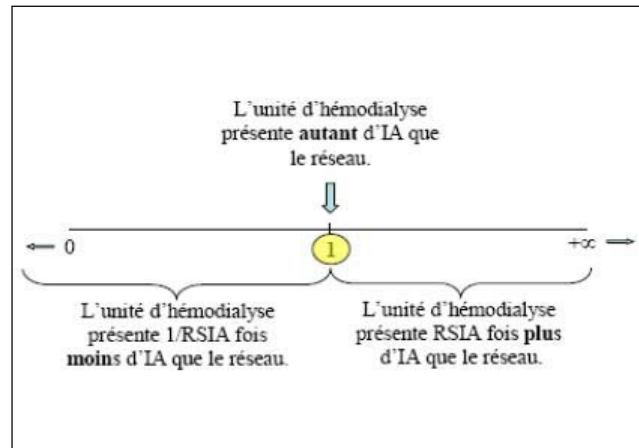 L'unité d'hémodialyse
présente autant d'IA que
le réseau.
0
1
+∞
L'unité d'hémodialyse
présente 1/RSIA fois
moins d'IA que le réseau.
L'unité d'hémodialyse
présente RSIA fois plus
d'IA que le réseau.